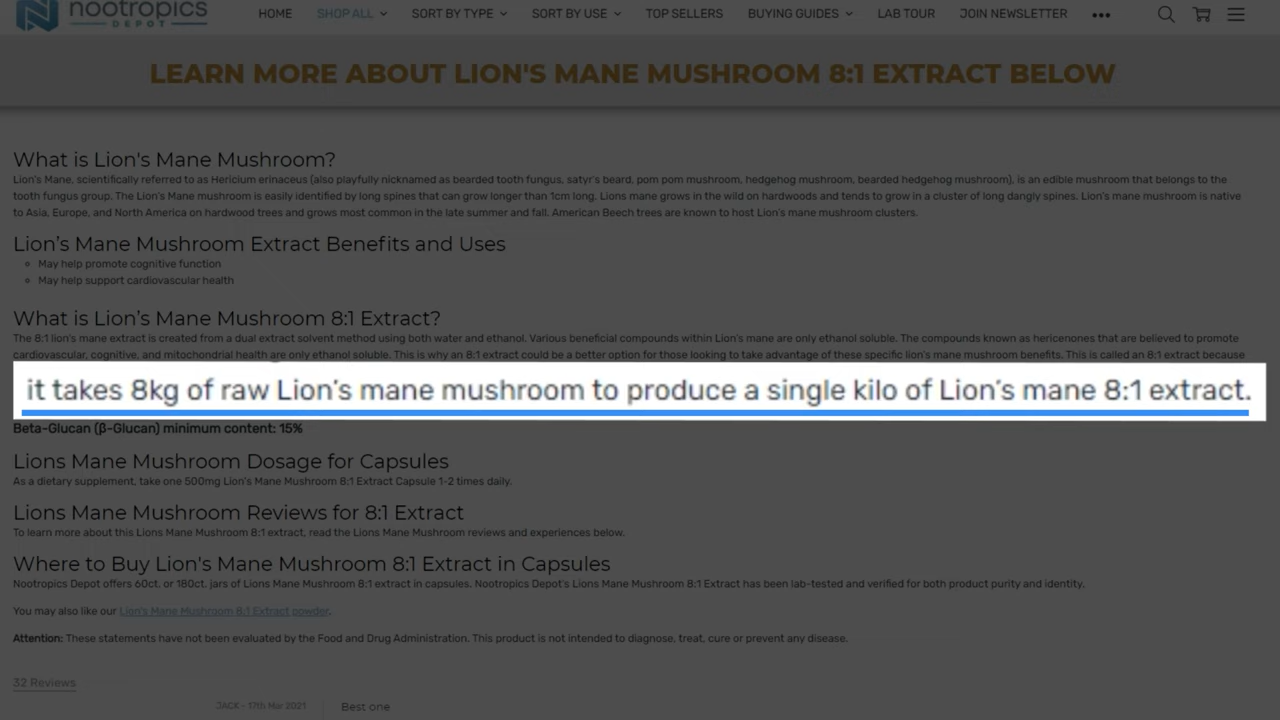 nootropics
DEPOT
HOME SHOP ALL SORT BY TYPE SORT BY USE TOP SELLERS BUYING GUIDES LAB TOUR JOIN NEWSLETTER
LEARN MORE ABOUT LION'S MANE MUSHROOM 8:1 EXTRACT BELOW
What is Lion's Mane Mushroom?
Lion's Mane, scientifically referred to as Hericium erinaceus (also playfully nicknamed as bearded tooth fungus, satyr's beard, pom pom mushroom, hedgehog mushroom, bearded hedgehog mushroom), is an edible mushroom that belongs to the
tooth fungus group. The Lion's Mane mushroom is easily identified by long spines that can grow longer than 1cm long. Lions mane grows in the wild on hardwoods and tends to grow in a cluster of long dangly spines. Lion's mane mushroom is native
to Asia, Europe, and North America on hardwood trees and grows most common in the late summer and fall. American Beech trees are known to host Lion's mane mushroom clusters.
Lion's Mane Mushroom Extract Benefits and Uses
May help promote cognitive function
May help support cardiovascular health
What is Lion's Mane Mushroom 8:1 Extract?
The 8:1 lion's mane extract is created from a dual extract solvent method using both water and ethanol. Various beneficial compounds within Lion's mane are only ethanol soluble. The compounds known as hericenones that are believed to promote
cardiovascular, cognitive, and mitochondrial health are only ethanol soluble. This is why an 8:1 extract could be a better option for those looking to take advantage of these specific lion's mane mushroom benefits. This is called an 8:1 extract because
it takes 8kg of raw Lion's mane mushroom to produce a single kilo of Lion's mane 8:1 extract.
Beta-Glucan (β-Glucan) minimum content: 15%
Lions Mane Mushroom Dosage for Capsules
As a dietary supplement, take one 500mg Lion's Mane Mushroom 8:1 Extract Capsule 1-2 times daily.
Lions Mane Mushroom Reviews for 8:1 Extract
To learn more about this Lions Mane Mushroom 8:1 extract, read the Lions Mane Mushroom reviews and experiences below.
Where to Buy Lion's Mane Mushroom 8:1 Extract in Capsules
Nootropics Depot offers 60ct. or 180ct. jars of Lions Mane Mushroom 8:1 extract in capsules. Nootropics Depot's Lions Mane Mushroom 8:1 Extract has been lab-tested and verified for both product purity and identity.
You may also like our Lion's Mane Mushroom 8:1 Extract powder.
Attention: These statements have not been evaluated by the Food and Drug Administration. This product is not intended to diagnose, treat, cure or prevent any disease.
32 Reviews
JACK - 17th Mar 2021 Best one